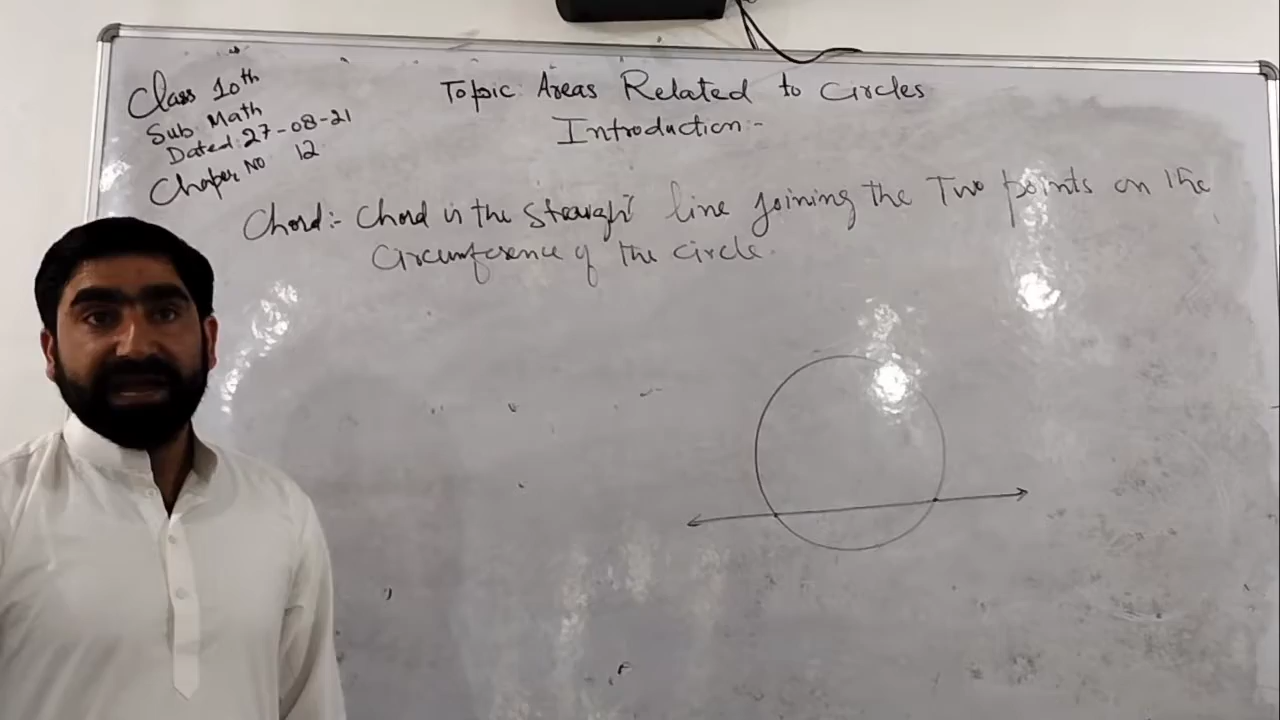 Class 10th
Sub: Math
Dated: 27-08-21
Chaper No 12
Topic: Areas Related to Circles
Introduction:-
Chord:- Chord is the straight line joining the Two points on the
Circumference of the circle.